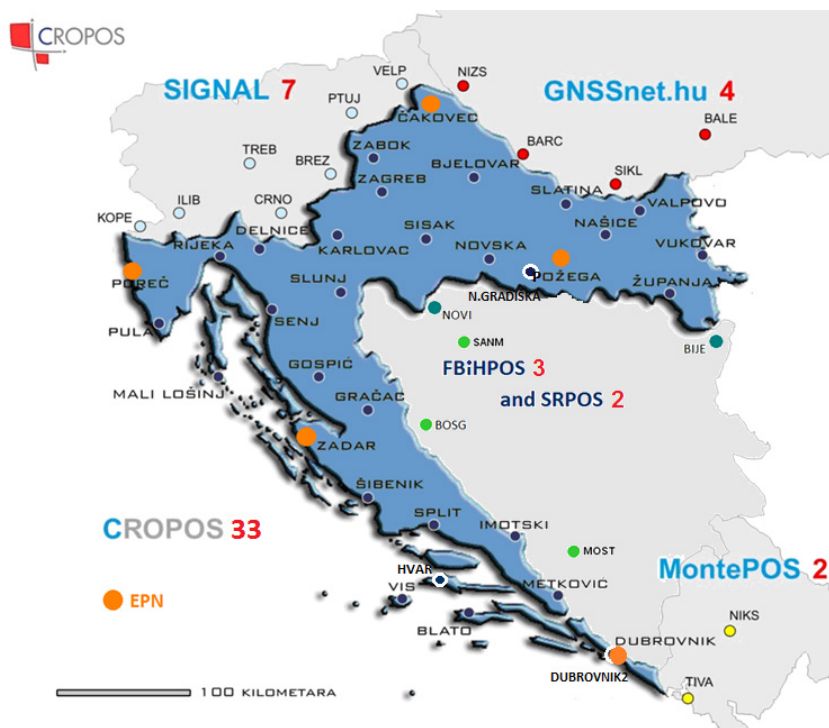 CROPOS
VELP
NIZS
SIGNAL 7
GNSSnet.hu 4
PTUJ
ČAKOVEC
BALE
ZABOK
BARC
TREB
BREZ
BJELOVAR
SIKL
ZAGREB
SLATINA
VALPOVO
ILIB
CRNO
KOPE
DELNICE
SISAK
NAŠICE
RIJEKA
KARLOVAC
NOVSKA
VUKOVAR
POREČ
SLUNJ
POŽEGA
N.GRADIŠKA
ŽUPANJA
PULA
SENJ
NOVI
SANM
BIJE
GOSPIĆ
FBiHPOS 3
MALI LOŠINJ
and SRPOS 2
GRAČAC
BOSG
ZADAR
ŠIBENIK
CROPOS 33
SPLIT
IMOTSKI
MOST
HVAR
MontePOS 2
VIS
METKOVIĆ
EPN
NIKS
BLATO
DUBROVNIK
DUBROVNIK2
TIVA
100 KILOMETARA